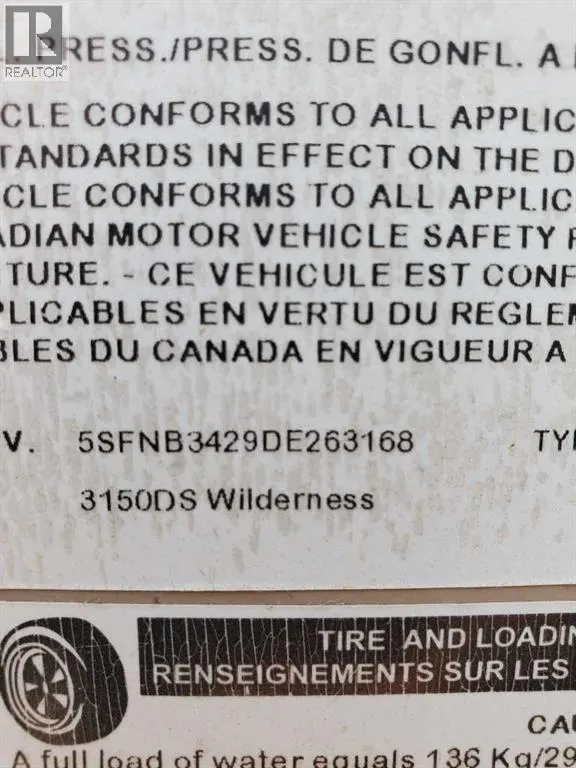 REALTOR®
PRESS./PRESS. DE GONFL. A
CLE CONFORMS TO ALL APPLIC
TANDARDS IN EFFECT ON THE D
CLE CONFORMS TO ALL APPLIC
ADIAN MOTOR VEHICLE SAFETY
TURE. - CE VEHICULE EST CONF
PLICABLES EN VERTU DU REGLEM
BLES DU CANADA EN VIGUEUR A
V. 5SFNB3429DE263168 TYP
3150DS Wilderness
TIRE AND LOADIN
RENSEIGNEMENTS SUR LES
CAU
A full load of water equals 136 Kg/29